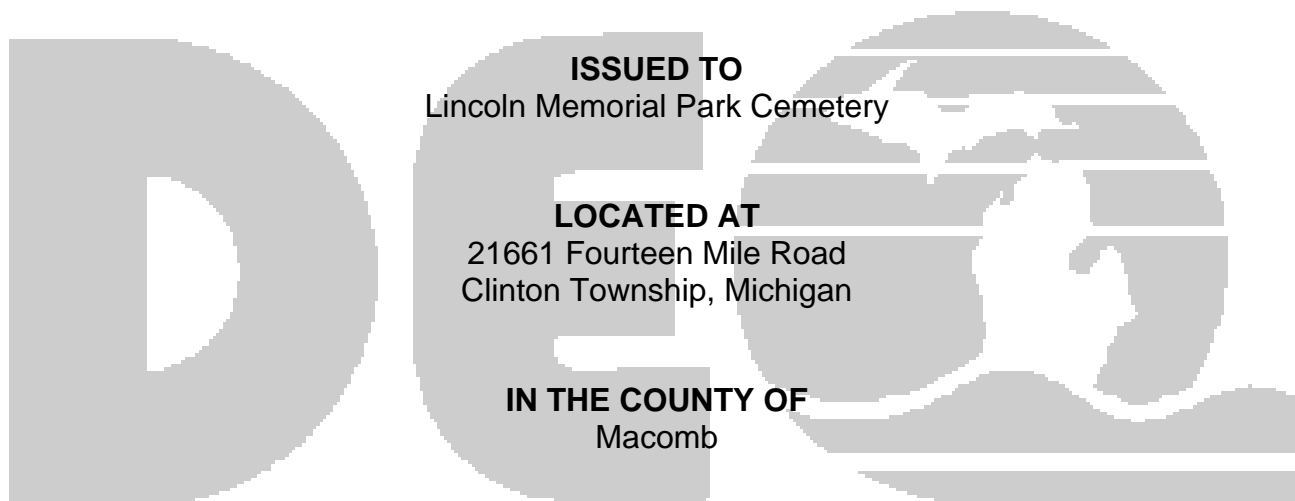 DEQ
ISSUED TO
Lincoln Memorial Park Cemetery
LOCATED AT
21661 Fourteen Mile Road
Clinton Township, Michigan
IN THE COUNTY OF
Macomb